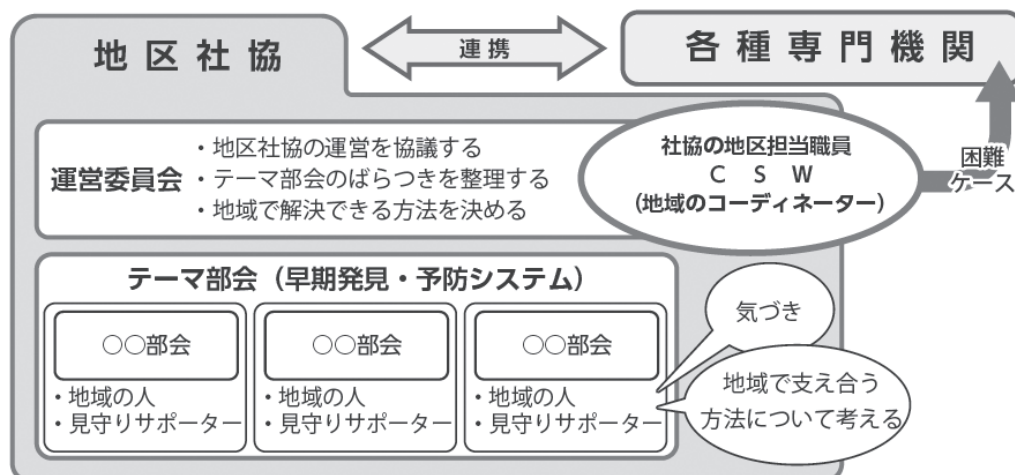 地区社協
連携
各種専門機関
運営委員会
・地区社協の運営を協議する
・テーマ部会のばらつきを整理する
・地域で解決できる方法を決める
社協の地区担当職員
C S W
(地域のコーディネーター)
困難
ケース
テーマ部会（早期発見・予防システム）
○○部会
・地域の人
・見守りサポーター
○○部会
・地域の人
・見守りサポーター
○○部会
・地域の人
・見守りサポーター
気づき
地域で支え合う
方法について考える